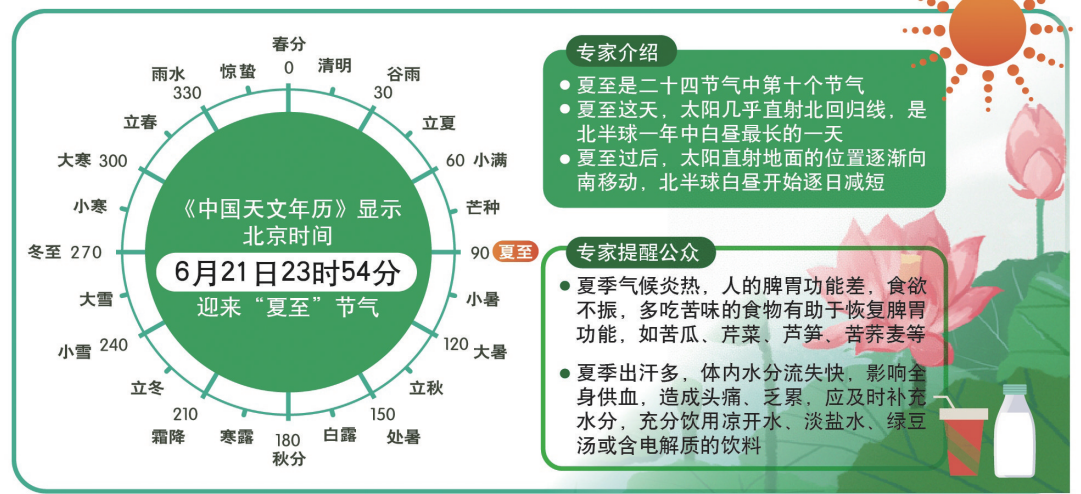 春分
雨水
惊蛰
0
清明
谷雨
330
30
立春
立夏
大寒 300
60 小满
小寒
芒种
《中国天文年历》显示
北京时间
冬至 270
90 夏至
6月21日23时54分
迎来“夏至”节气
大雪
小暑
小雪 240
120 大暑
立冬
立秋
210
150
霜降
寒露
180
白露
处暑
秋分
专家介绍
●夏至是二十四节气中第十个节气
●夏至这天，太阳几乎直射北回归线，是
北半球一年中白昼最长的一天
●夏至过后，太阳直射地面的位置逐渐向
南移动，北半球白昼开始逐日减短
专家提醒公众
●夏季气候炎热，人的脾胃功能差，食欲
不振，多吃苦味的食物有助于恢复脾胃
功能，如苦瓜、芹菜、芦笋、苦荞麦等
●夏季出汗多，体内水分流失快，影响全
身供血，造成头痛、乏累，应及时补充
水分，充分饮用凉开水、淡盐水、绿豆
汤或含电解质的饮料